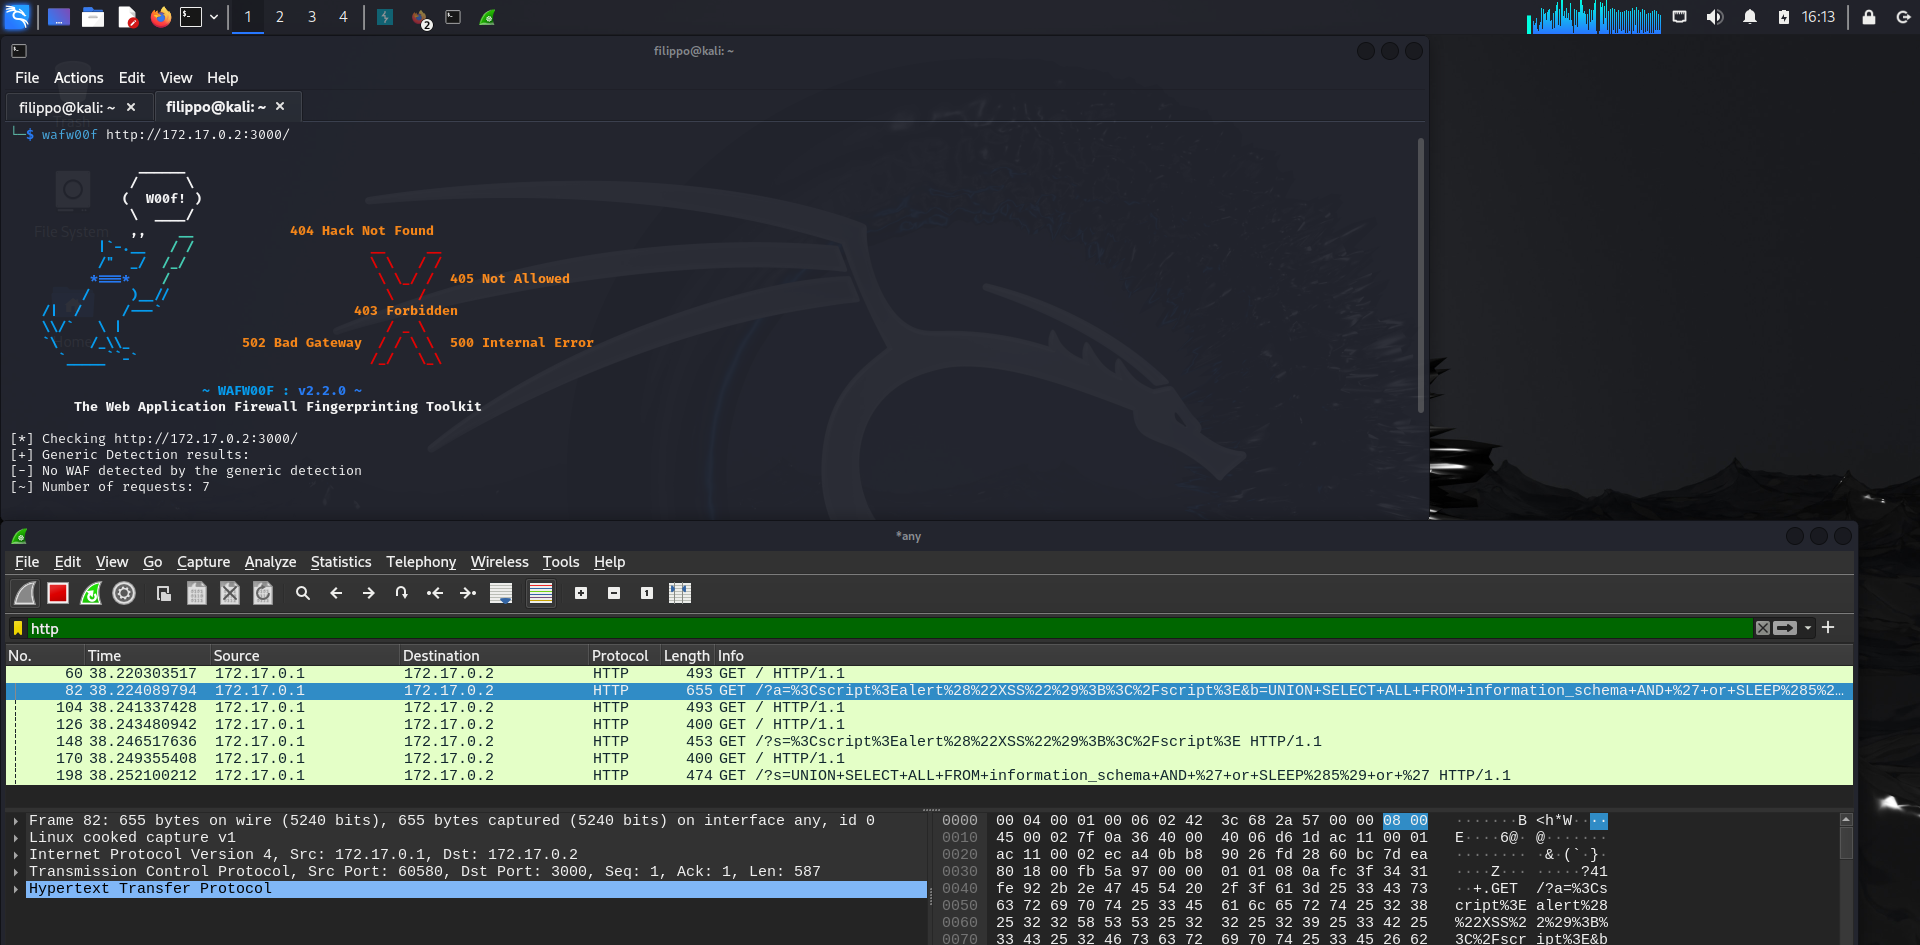 1 2 3 4 2 16:13
filippo@kali: ~
File Actions Edit View Help
filippo@kali: ~ × filippo@kali: ~ ×
└─$ wafw00f http://172.17.0.2:3000/
( W00f! )
File System
404 Hack Not Found
405 Not Allowed
403 Forbidden
502 Bad Gateway 500 Internal Error
~ WAFW00F : v2.2.0 ~
The Web Application Firewall Fingerprinting Toolkit
[*] Checking http://172.17.0.2:3000/
[+] Generic Detection results:
[-] No WAF detected by the generic detection
[~] Number of requests: 7
*any
File Edit View Go Capture Analyze Statistics Telephony Wireless Tools Help
http
No. Time Source Destination Protocol Length Info
60 38.220303517 172.17.0.1 172.17.0.2 HTTP 493 GET / HTTP/1.1
82 38.224089794 172.17.0.1 172.17.0.2 HTTP 655 GET /?a=%3Cscript%3Ealert%28%22XSS%22%29%3B%3C%2Fscript%3E&b=UNION+SELECT+ALL+FROM+information_schema+AND+%27+or+SLEEP%285%2…
104 38.241337428 172.17.0.1 172.17.0.2 HTTP 493 GET / HTTP/1.1
126 38.243480942 172.17.0.1 172.17.0.2 HTTP 400 GET / HTTP/1.1
148 38.246517636 172.17.0.1 172.17.0.2 HTTP 453 GET /?s=%3Cscript%3Ealert%28%22XSS%22%29%3B%3C%2Fscript%3E HTTP/1.1
170 38.249355408 172.17.0.1 172.17.0.2 HTTP 400 GET / HTTP/1.1
198 38.252100212 172.17.0.1 172.17.0.2 HTTP 474 GET /?s=UNION+SELECT+ALL+FROM+information_schema+AND+%27+or+SLEEP%285%29+or+%27 HTTP/1.1
Frame 82: 655 bytes on wire (5240 bits), 655 bytes captured (5240 bits) on interface any, id 0
Linux cooked capture v1
Internet Protocol Version 4, Src: 172.17.0.1, Dst: 172.17.0.2
Transmission Control Protocol, Src Port: 60580, Dst Port: 3000, Seq: 1, Ack: 1, Len: 587
Hypertext Transfer Protocol
0000 00 04 00 01 00 06 02 42 3c 68 2a 57 00 00 08 00 ·······B <h*W····
0010 45 00 02 7f 0a 36 40 00 40 06 d6 1d ac 11 00 01 E····6@· @·······
0020 ac 11 00 02 ec a4 0b b8 90 26 fd 28 60 bc 7d ea ········ ·&·(`·}·
0030 80 18 00 fb 5a 97 00 00 01 01 08 0a fc 3f 34 31 ····Z··· ·····?41
0040 fe 92 2b 2e 47 45 54 20 2f 3f 61 3d 25 33 43 73 ··+.GET /?a=%3Cs
0050 63 72 69 70 74 25 33 45 61 6c 65 72 74 25 32 38 cript%3E alert%28
0060 25 32 32 58 53 53 25 32 32 25 32 39 25 33 42 25 %22XSS%2 2%29%3B%
0070 33 43 25 32 46 73 63 72 69 70 74 25 33 45 26 62 3C%2Fscr ipt%3E&b